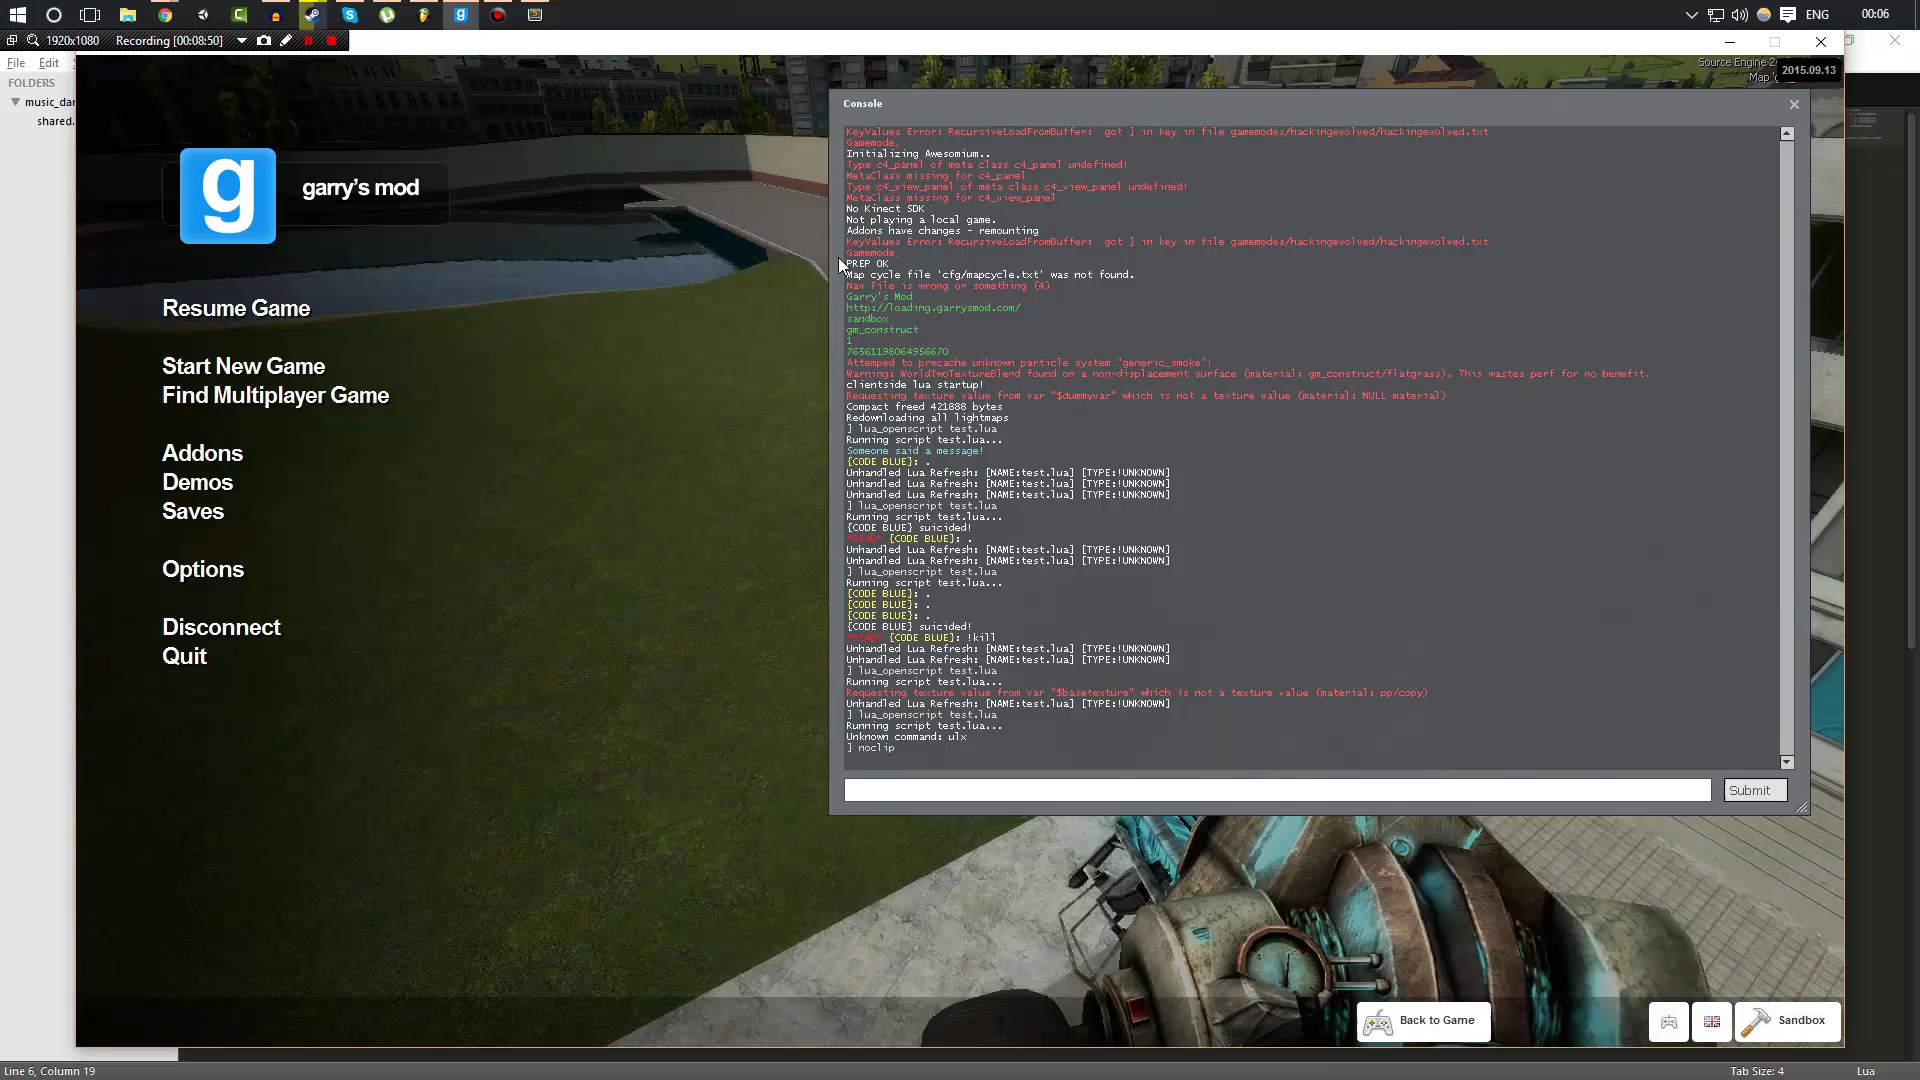 ENG
00:06
1920x1080
Recording [00:08:50]
File Edit
FOLDERS
music_dar
shared.
Source Engine 2
Map
2015.09.13
g
garry's mod
Resume Game
Start New Game
Find Multiplayer Game
Addons
Demos
Saves
Options
Disconnect
Quit
Console
KeyValues Error: RecursiveLoadFromBuffer:  got } in key in file gamemodes/hackingevolved/hackingevolved.txt
Gamemode,
Initializing Awesomium..
Type c4_panel of meta class c4_panel undefined!
MetaClass missing for c4_panel
Type c4_view_panel of meta class c4_view_panel undefined!
MetaClass missing for c4_view_panel
No Kinect SDK
Not playing a local game.
Addons have changes - remounting
KeyValues Error: RecursiveLoadFromBuffer:  got } in key in file gamemodes/hackingevolved/hackingevolved.txt
Gamemode,
PREP OK
Map cycle file 'cfg/mapcycle.txt' was not found.
Nav File is wrong or something (4)
Garry's Mod
http://loading.garrysmod.com/
sandbox
gm_construct
1
76561198064956670
Attemped to precache unknown particle system "generic_smoke"!
Warning: WorldTwoTextureBlend found on a non-displacement surface (material: gm_construct/flatgrass). This wastes perf for no benefit.
clientside lua startup!
Requesting texture value from var "$dummyvar" which is not a texture value (material: NULL material)
Compact freed 421888 bytes
Redownloading all lightmaps
] lua_openscript test.lua
Running script test.lua...
Someone said a message!
{CODE BLUE}: .
Unhandled Lua Refresh: [NAME:test.lua] [TYPE:!UNKNOWN]
Unhandled Lua Refresh: [NAME:test.lua] [TYPE:!UNKNOWN]
Unhandled Lua Refresh: [NAME:test.lua] [TYPE:!UNKNOWN]
] lua_openscript test.lua
Running script test.lua...
{CODE BLUE} suicided!
*DEAD* {CODE BLUE}: .
Unhandled Lua Refresh: [NAME:test.lua] [TYPE:!UNKNOWN]
Unhandled Lua Refresh: [NAME:test.lua] [TYPE:!UNKNOWN]
] lua_openscript test.lua
Running script test.lua...
{CODE BLUE}: .
{CODE BLUE}: .
{CODE BLUE}: .
{CODE BLUE} suicided!
*DEAD* {CODE BLUE}: !kill
Unhandled Lua Refresh: [NAME:test.lua] [TYPE:!UNKNOWN]
Unhandled Lua Refresh: [NAME:test.lua] [TYPE:!UNKNOWN]
] lua_openscript test.lua
Running script test.lua...
Requesting texture value from var "$basetexture" which is not a texture value (material: pp/copy)
Unhandled Lua Refresh: [NAME:test.lua] [TYPE:!UNKNOWN]
] lua_openscript test.lua
Running script test.lua...
Unknown command: ulx
] noclip
Submit
Back to Game
Sandbox
Line 6, Column 19
Tab Size: 4
Lua